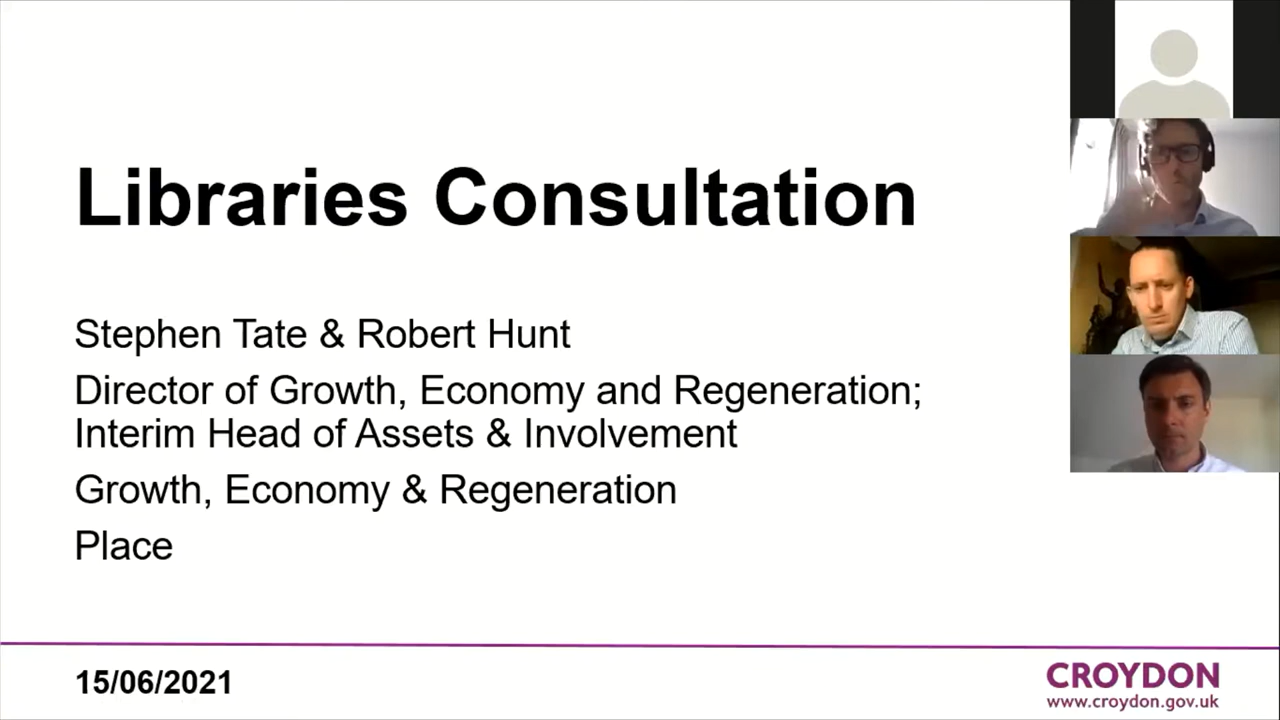 Libraries Consultation
Stephen Tate & Robert Hunt
Director of Growth, Economy and Regeneration;
Interim Head of Assets & Involvement
Growth, Economy & Regeneration
Place
15/06/2021
CROYDON
www.croydon.gov.uk